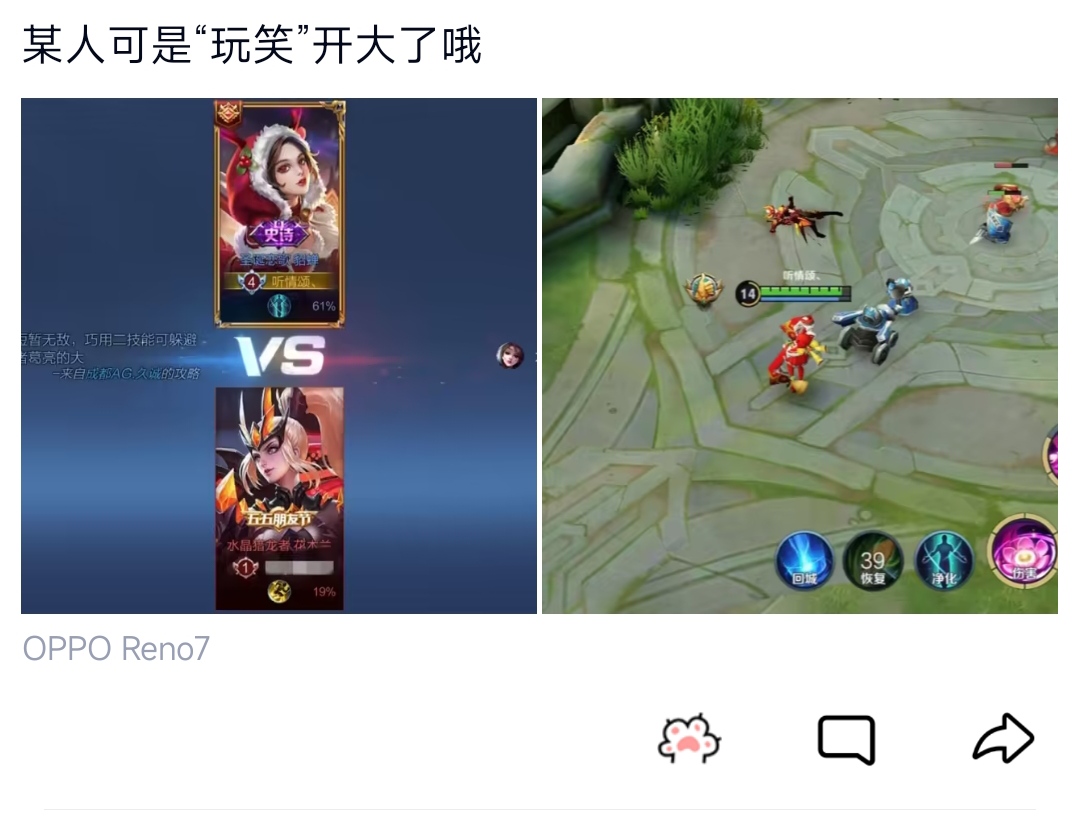 某人可是“玩笑”开大了哦
史诗
圣诞恋歌 貂蝉
4 听情颂、
61%
短暂无敌，巧用二技能可躲避
诸葛亮的大
–来自成都AG.久诚的攻略
VS
五五朋友节
水晶猎龙者 花木兰
1
19%
听情颂、
14
回城
39
恢复
净化
伤害
OPPO Reno7